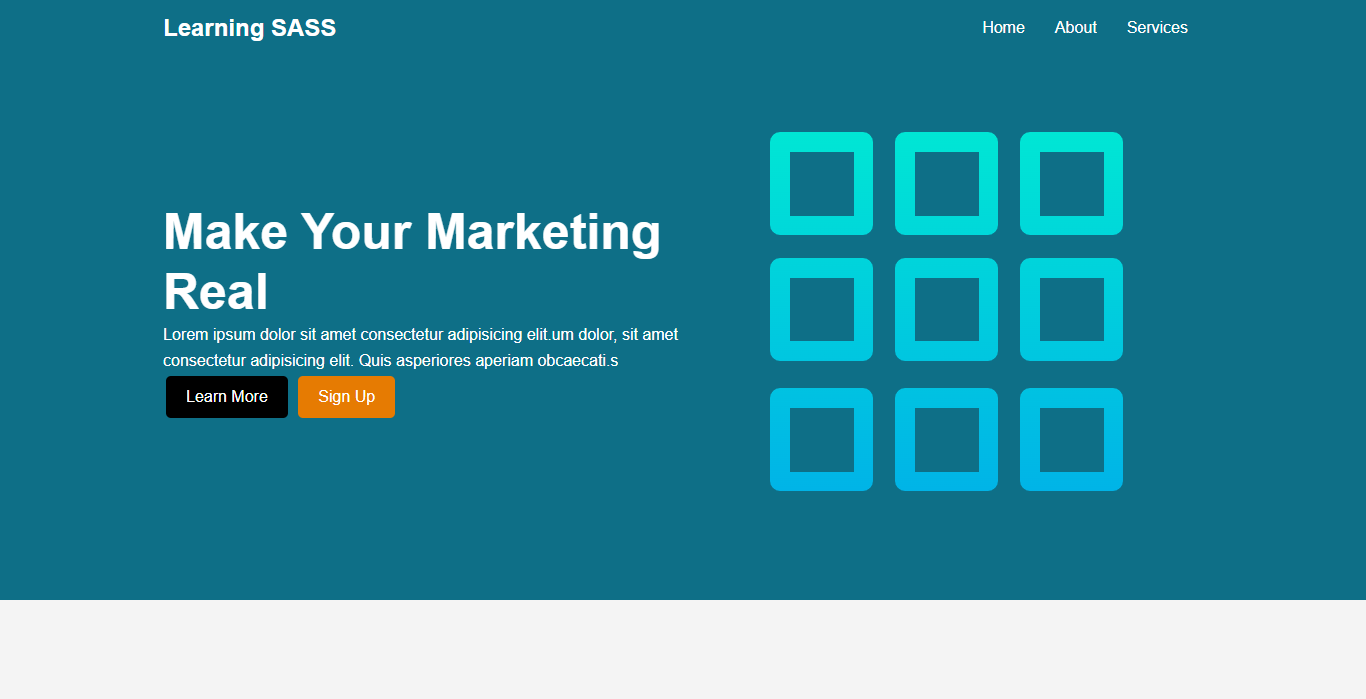 Learning SASS
Home About Services
Make Your Marketing
Real
Lorem ipsum dolor sit amet consectetur adipisicing elit.um dolor, sit amet
consectetur adipisicing elit. Quis asperiores aperiam obcaecati.s
Learn More Sign Up